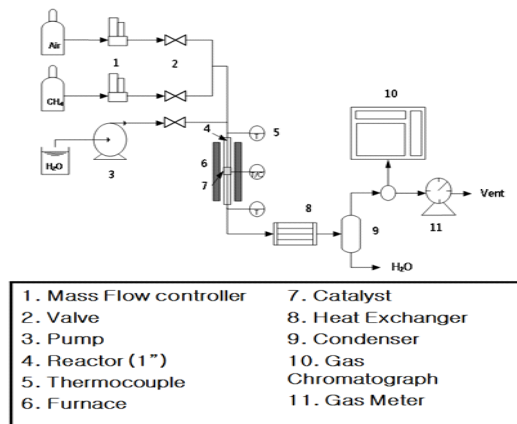 Air
1
2
CH₄
10
4
5
T
H₂O
3
6
7
T
8
9
11
Vent
H₂O
1. Mass Flow controller
2. Valve
3. Pump
4. Reactor (1")
5. Thermocouple
6. Furnace
7. Catalyst
8. Heat Exchanger
9. Condenser
10. Gas
Chromatograph
11. Gas Meter